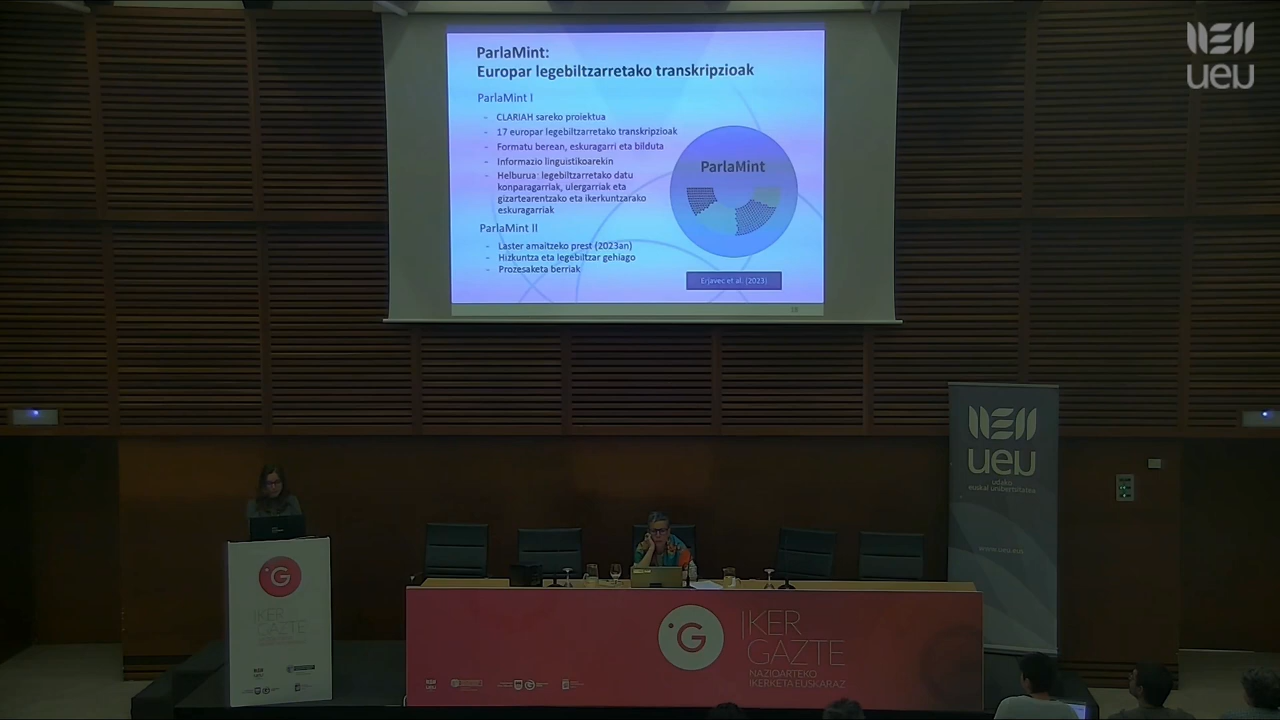 ParlaMint:
Europar legebiltzarretako transkripzioak
ParlaMint I
- CLARIAH sareko proiektua
- 17 europar legebiltzarretako transkripzioak
- Formatu berean, eskuragarri eta bilduta
- Informazio linguistikoarekin
- Helburua: legebiltzarretako datu
konparagarriak, ulergarriak eta
gizartearentzako eta ikerkuntzarako
eskuragarriak
ParlaMint II
- Laster amaitzeko prest (2023an)
- Hizkuntza eta legebiltzar gehiago
- Prozesaketa berriak
ParlaMint
Erjavec et al. (2023)
ueu
ueu
udako
euskal unibertsitatea
G
IKER
GAZTE
G
IKER
GAZTE
NAZIOARTEKO
IKERKETA EUSKARAZ
ueu